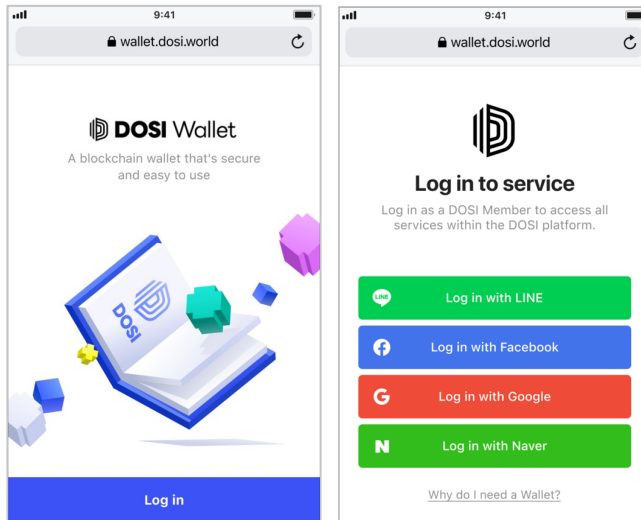 9:41
wallet.dosi.world
DOSI Wallet
A blockchain wallet that's secure
and easy to use
DOSI
Log in
9:41
wallet.dosi.world
Log in to service
Log in as a DOSI Member to access all
services within the DOSI platform.
LINE
Log in with LINE
Log in with Facebook
G
Log in with Google
N
Log in with Naver
Why do I need a Wallet?